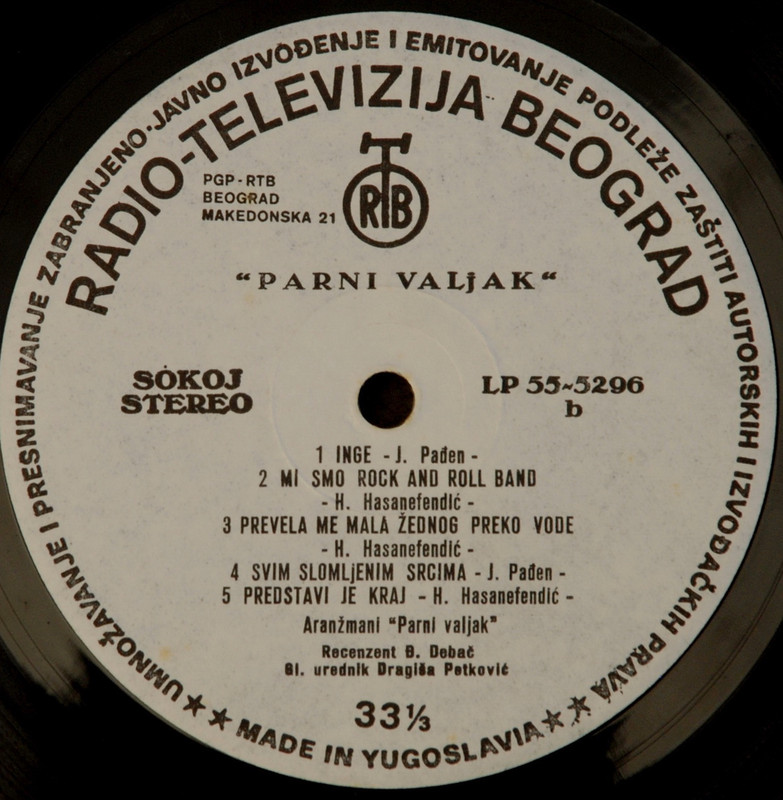 UMNOŽAVANJE I PRESNIMAVANJE ZABRANJENO·JAVNO IZVOĐENJE I EMITOVANJE PODLEŽE ZAŠTITI AUTORSKIH I IZVOĐAČKIH PRAVA
RADIO-TELEVIZIJA BEOGRAD
PGP-RTB
BEOGRAD
MAKEDONSKA 21
RTB
"PARNI VALjAK"
SOKOJ
STEREO
LP 55-5296
b
1 INGE - J. Pađen -
2 MI SMO ROCK AND ROLL BAND
- H. Hasanefendić -
3 PREVELA ME MALA ŽEDNOG PREKO VODE
- H. Hasanefendić -
4 SVIM SLOMLjENIM SRCIMA - J. Pađen -
5 PREDSTAVI JE KRAJ - H. Hasanefendić -
Aranžmani "Parni valjak"
Recenzent B. Debač
Gl. urednik Dragiša Petković
33⅓
★★ MADE IN YUGOSLAVIA ★★